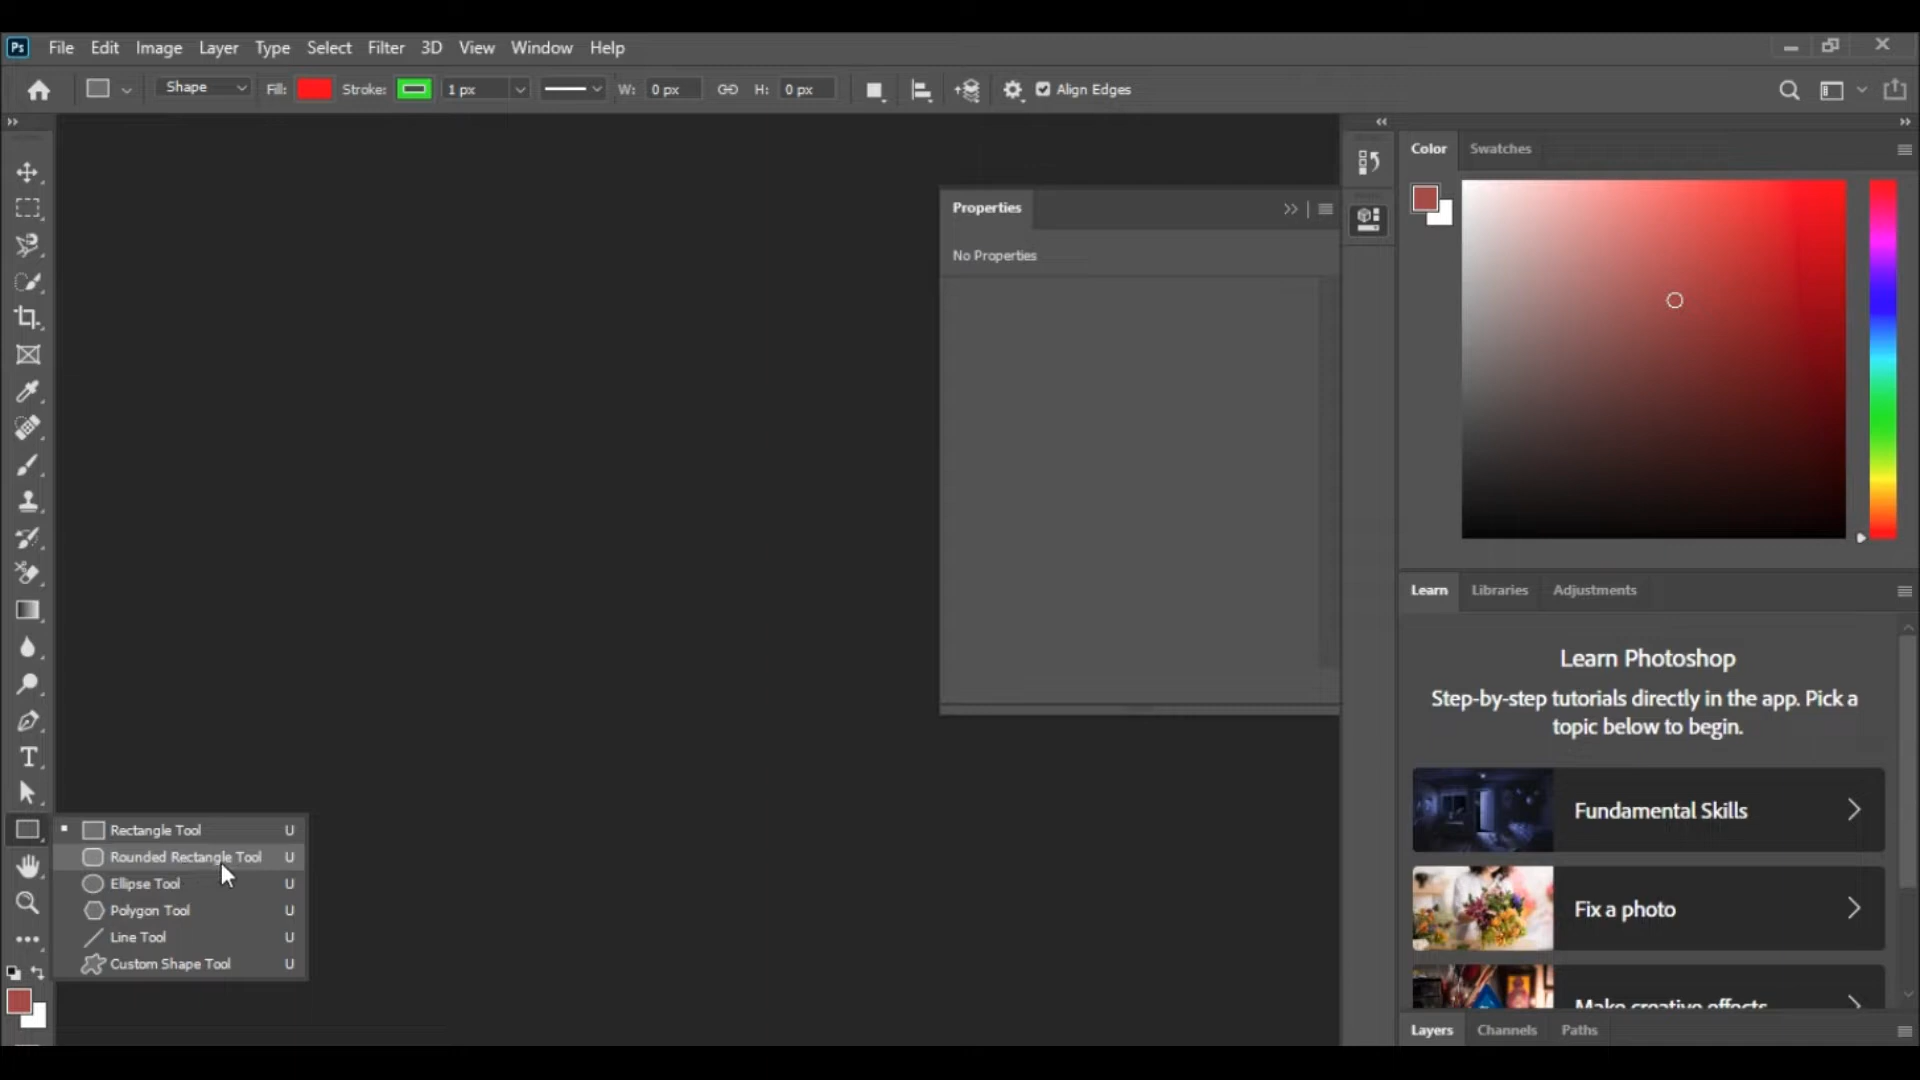 Ps File Edit Image Layer Type Select Filter 3D View Window Help
Shape Fill: Stroke: 1 px W: 0 px H: 0 px Align Edges
Color Swatches
Properties
No Properties
Learn Libraries Adjustments
Learn Photoshop
Step-by-step tutorials directly in the app. Pick a
topic below to begin.
Fundamental Skills
Fix a photo
Make creative effects
Layers Channels Paths
T
Rectangle Tool U
Rounded Rectangle Tool U
Ellipse Tool U
Polygon Tool U
Line Tool U
Custom Shape Tool U